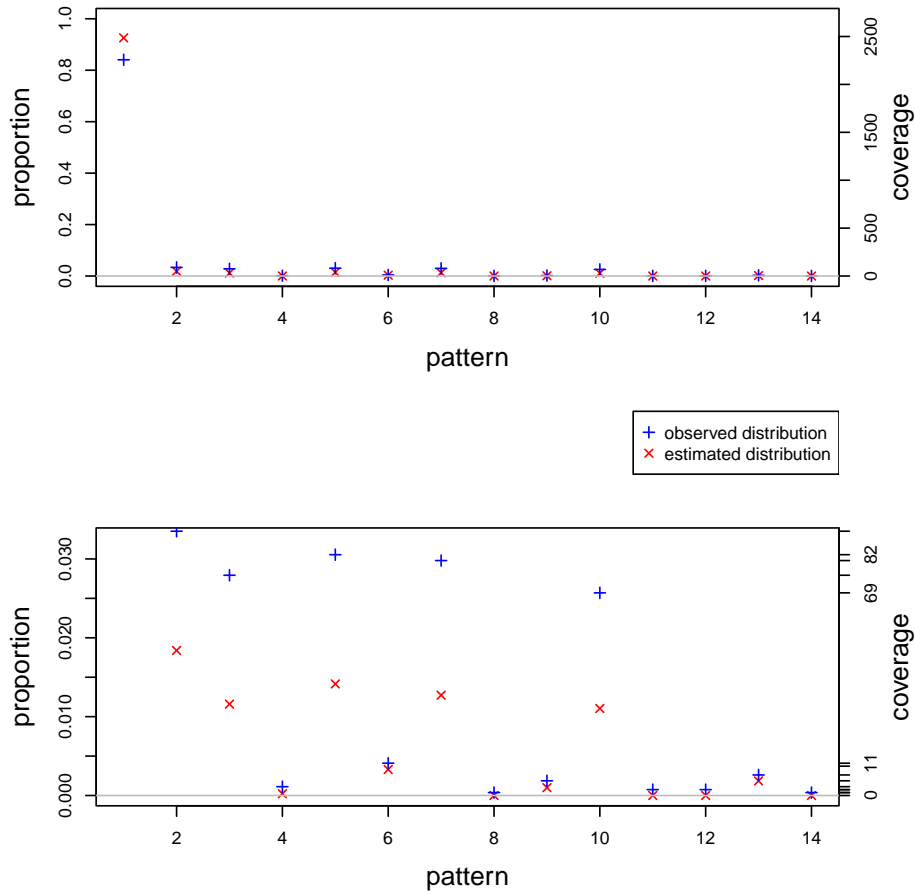 1.0
0.8
0.6
0.4
0.2
0.0
proportion
2500
1500
500
0
coverage
2 4 6 8 10 12 14
pattern
observed distribution
estimated distribution
0.030
0.020
0.010
0.000
proportion
82
69
11
0
coverage
2 4 6 8 10 12 14
pattern